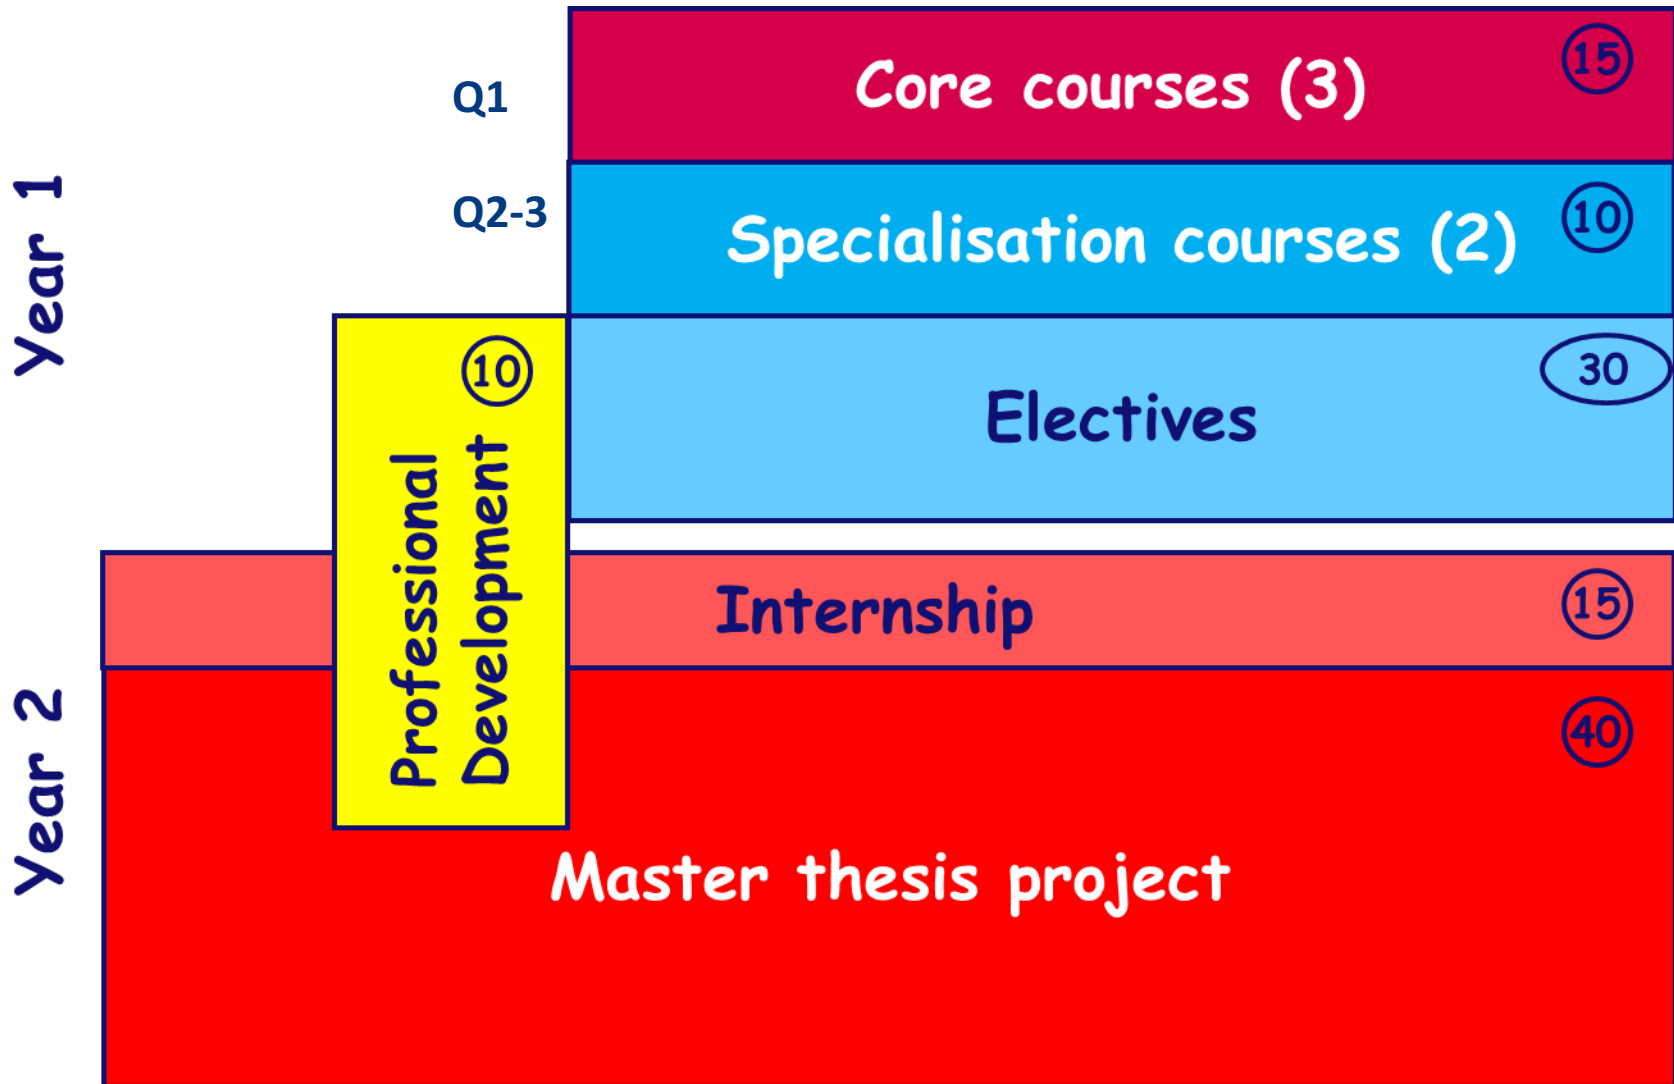 Year 1
Q1
Core courses (3)
15
Q2-3
Specialisation courses (2)
10
Professional
Development
10
Electives
30
Year 2
Internship
15
Master thesis project
40